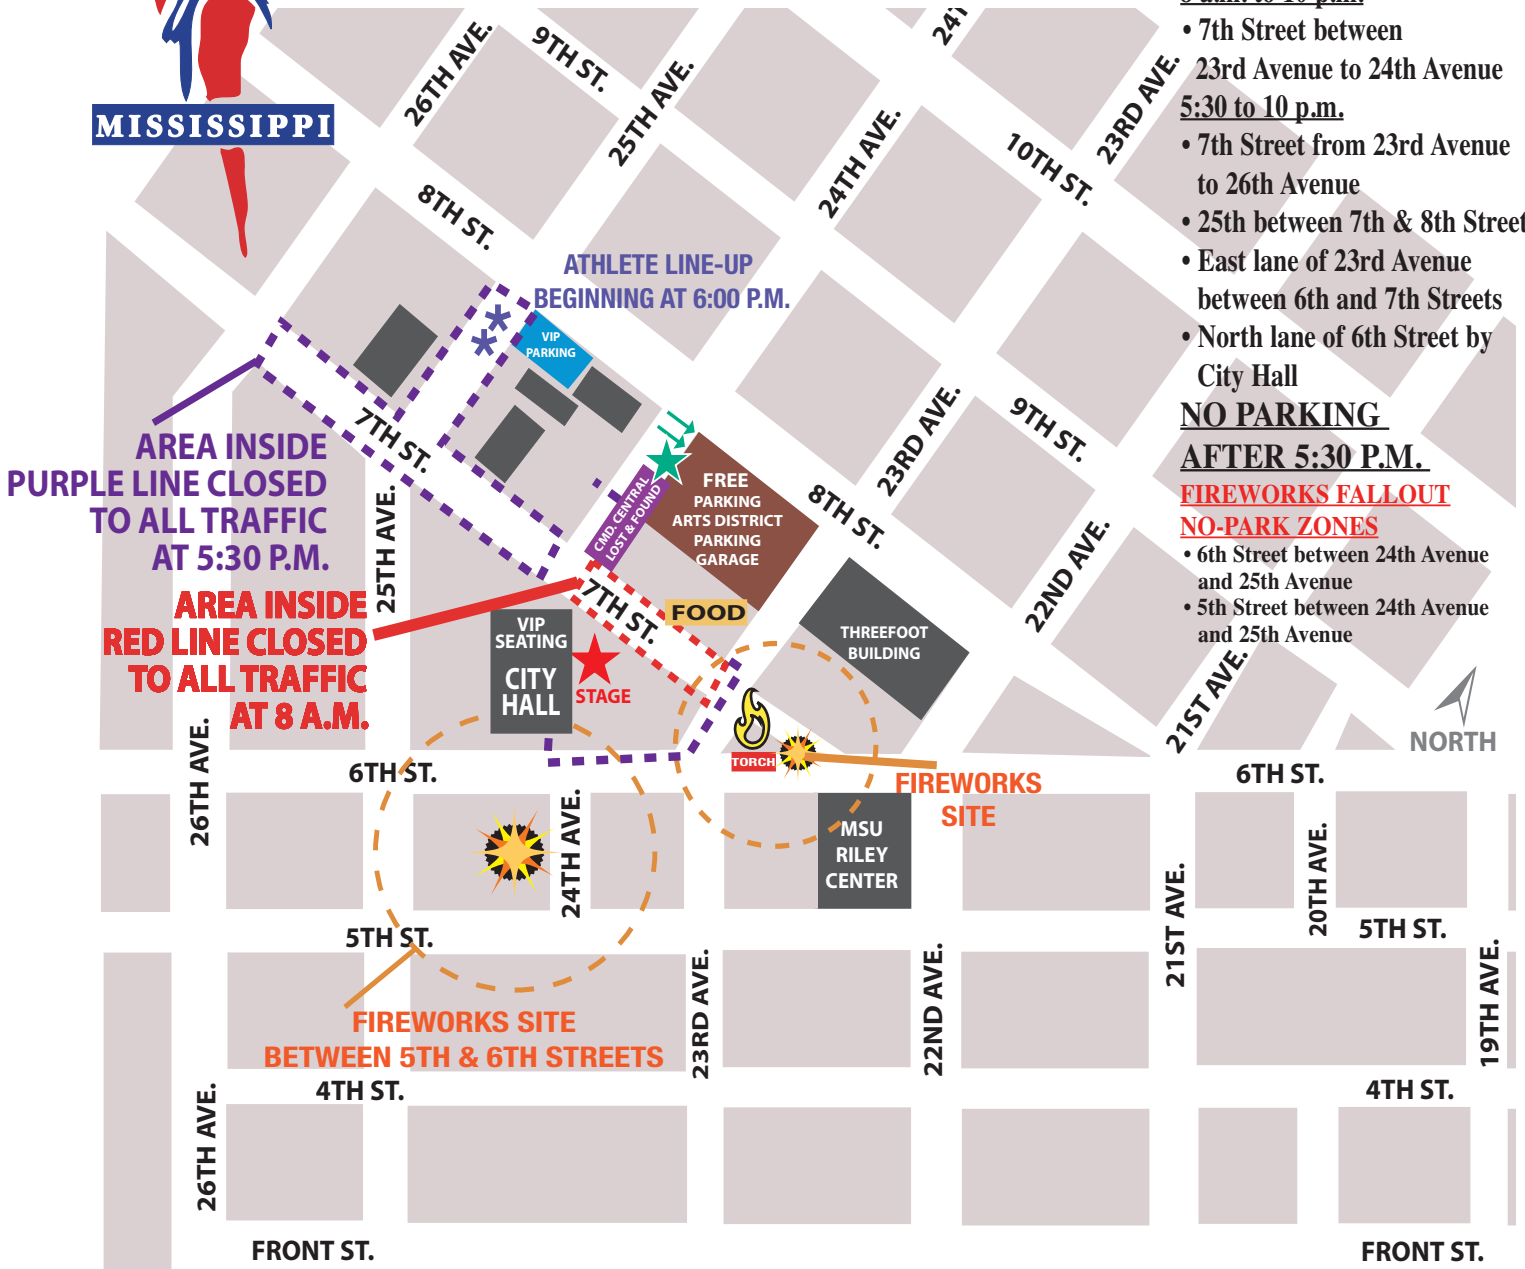 MISSISSIPPI
26TH AVE.
9TH ST.
25TH AVE.
24TH AVE.
10TH ST.
23RD AVE.
8TH ST.
ATHLETE LINE-UP
BEGINNING AT 6:00 P.M.
VIP
PARKING
7TH ST.
AREA INSIDE
PURPLE LINE CLOSED
TO ALL TRAFFIC
AT 5:30 P.M.
25TH AVE.
CMD. CENTRAL
LOST & FOUND
FREE
PARKING
ARTS DISTRICT
PARKING
GARAGE
8TH ST.
23RD AVE.
9TH ST.
22ND AVE.
AREA INSIDE
RED LINE CLOSED
TO ALL TRAFFIC
AT 8 A.M.
7TH ST.
FOOD
VIP
SEATING
CITY
HALL
STAGE
THREEFOOT
BUILDING
TORCH
FIREWORKS
SITE
MSU
RILEY
CENTER
21ST AVE.
NORTH
26TH AVE.
6TH ST.
6TH ST.
24TH AVE.
21ST AVE.
20TH AVE.
5TH ST.
5TH ST.
FIREWORKS SITE
BETWEEN 5TH & 6TH STREETS
23RD AVE.
22ND AVE.
19TH AVE.
4TH ST.
4TH ST.
26TH AVE.
FRONT ST.
FRONT ST.
• 7th Street between
23rd Avenue to 24th Avenue
5:30 to 10 p.m.
• 7th Street from 23rd Avenue
to 26th Avenue
• 25th between 7th & 8th Street
• East lane of 23rd Avenue
between 6th and 7th Streets
• North lane of 6th Street by
City Hall
NO PARKING
AFTER 5:30 P.M.
FIREWORKS FALLOUT
NO-PARK ZONES
• 6th Street between 24th Avenue
and 25th Avenue
• 5th Street between 24th Avenue
and 25th Avenue